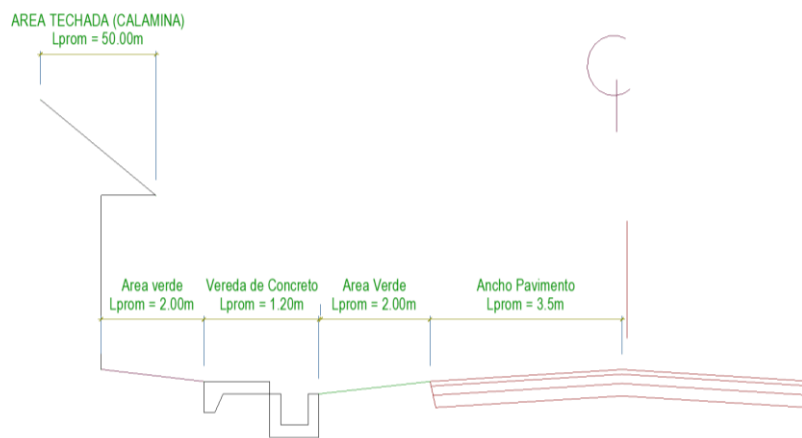 AREA TECHADA (CALAMINA)
Lprom = 50.00m
Area verde
Lprom = 2.00m
Vereda de Concreto
Lprom = 1.20m
Area Verde
Lprom = 2.00m
Ancho Pavimento
Lprom = 3.5m